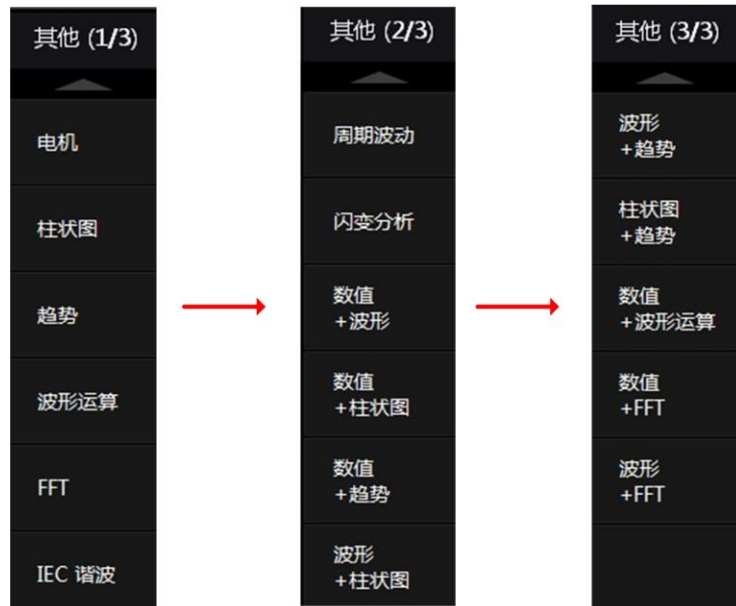 其他 (1/3)
电机
柱状图
趋势
波形运算
FFT
IEC 谐波
其他 (2/3)
周期波动
闪变分析
数值
+波形
数值
+柱状图
数值
+趋势
波形
+柱状图
其他 (3/3)
波形
+趋势
柱状图
+趋势
数值
+波形运算
数值
+FFT
波形
+FFT